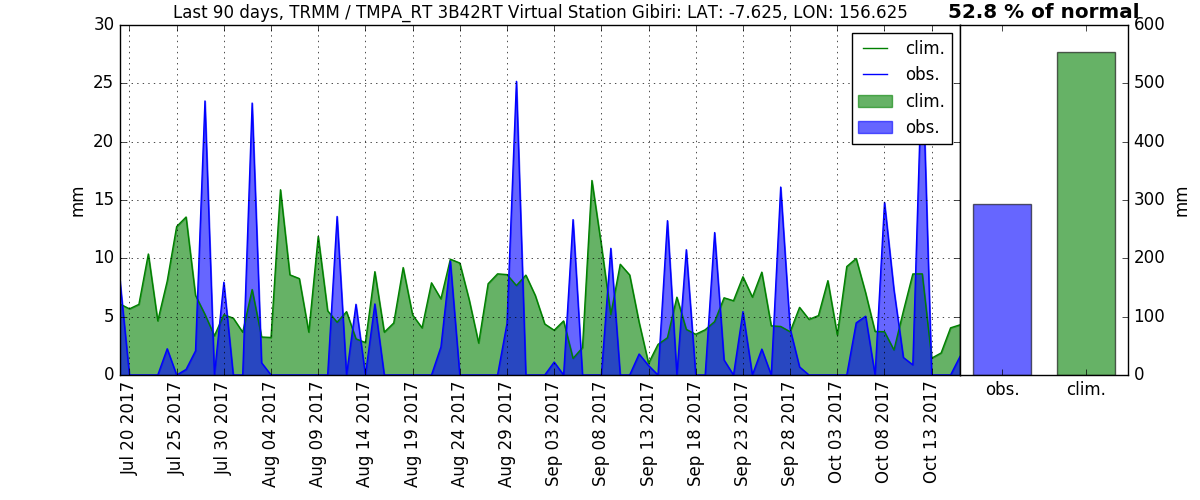 Last 90 days, TRMM / TMPA_RT 3B42RT Virtual Station Gibiri: LAT: -7.625, LON: 156.625
52.8 % of normal
30
25
20
15
10
5
0
mm
clim.
obs.
clim.
obs.
600
500
400
300
200
100
0
mm
Jul 20 2017
Jul 25 2017
Jul 30 2017
Aug 04 2017
Aug 09 2017
Aug 14 2017
Aug 19 2017
Aug 24 2017
Aug 29 2017
Sep 03 2017
Sep 08 2017
Sep 13 2017
Sep 18 2017
Sep 23 2017
Sep 28 2017
Oct 03 2017
Oct 08 2017
Oct 13 2017
obs.
clim.